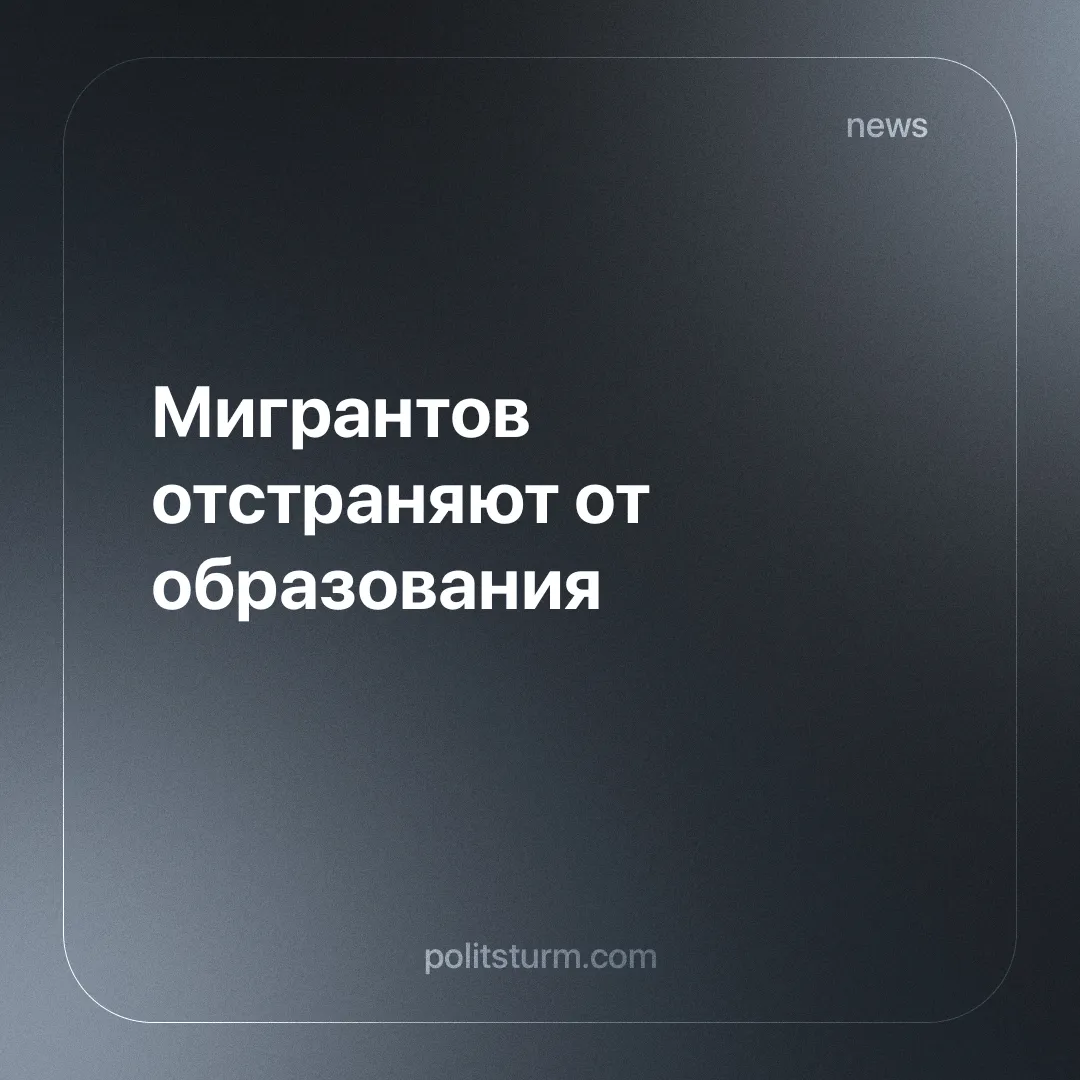 news
Мигрантов
отстраняют от
образования
politsturm.com